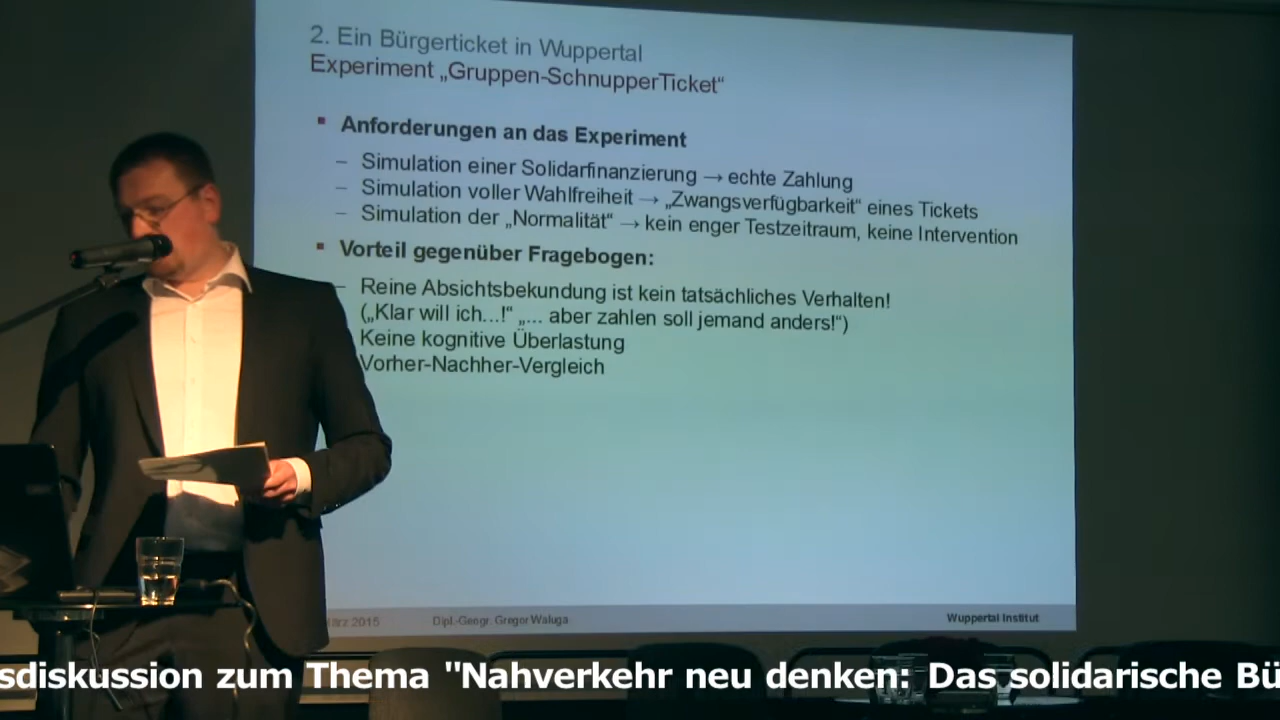 2. Ein Bürgerticket in Wuppertal
Experiment „Gruppen-SchnupperTicket“
▪ Anforderungen an das Experiment
– Simulation einer Solidarfinanzierung → echte Zahlung
– Simulation voller Wahlfreiheit → „Zwangsverfügbarkeit“ eines Tickets
– Simulation der „Normalität“ → kein enger Testzeitraum, keine Intervention
▪ Vorteil gegenüber Fragebogen:
– Reine Absichtsbekundung ist kein tatsächliches Verhalten!
(„Klar will ich...!“ „... aber zahlen soll jemand anders!“)
Keine kognitive Überlastung
Vorher-Nachher-Vergleich
2015 Dipl.-Geogr. Gregor Waluga Wuppertal Institut
sdiskussion zum Thema "Nahverkehr neu denken: Das solidarische Bü